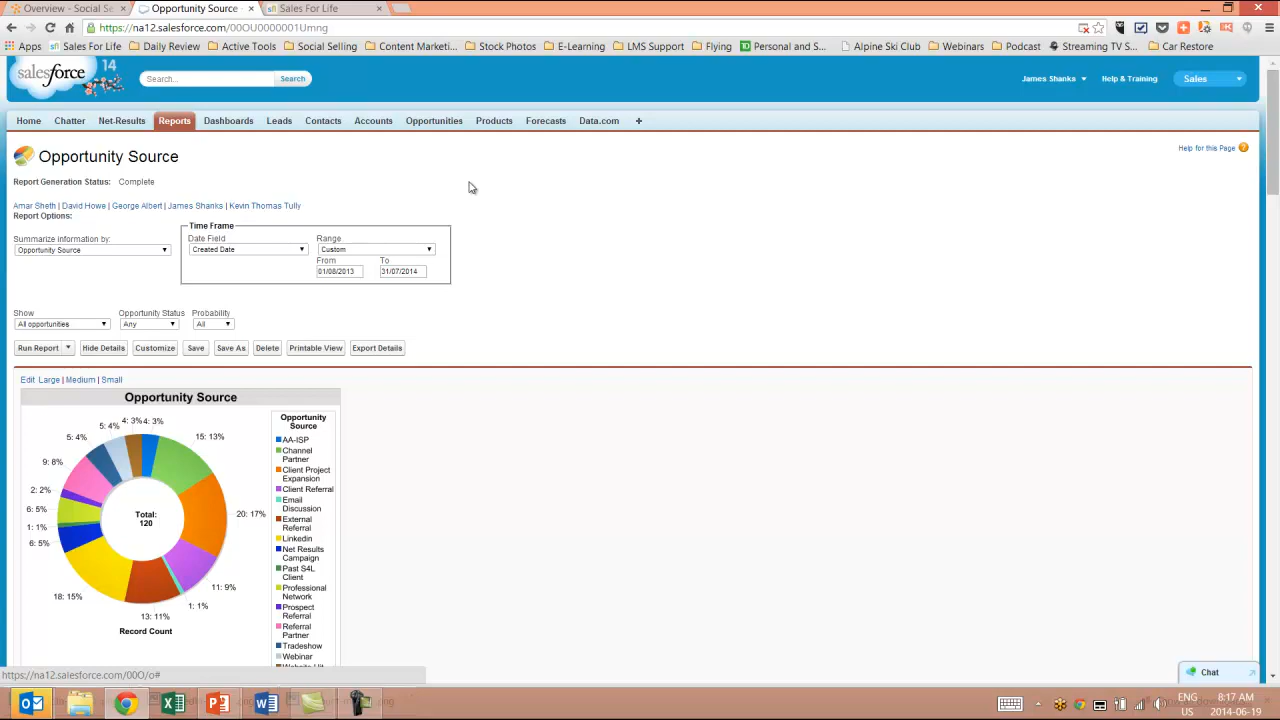 Overview - Social Se
Opportunity Source -
Sales For Life
https://na12.salesforce.com/00OU0000001Umng
Apps
Sales For Life
Daily Review
Active Tools
Social Selling
Content Marketi...
Stock Photos
E-Learning
LMS Support
Flying
Personal and S...
Alpine Ski Club
Webinars
Podcast
Streaming TV S...
Car Restore
salesforce
14
Search...
Search
James Shanka
Help & Training
Sales
Home
Chatter
Net-Results
Reports
Dashboards
Leads
Contacts
Accounts
Opportunities
Products
Forecasts
Data.com
+
Opportunity Source
Help for this Page
Report Generation Status: Complete
Amar Sheth | David Howe | George Albert | James Shanks | Kevin Thomas Tully
Report Options:
Summarize information by:
Opportunity Source
Time Frame
Date Field
Created Date
Range
Custom
From
To
01/08/2013
31/07/2014
Show
Opportunity Status
Probability
All opportunities
Any
All
Run Report
Hide Details
Customize
Save
Save As
Delete
Printable View
Export Details
Edit Large | Medium | Small
Opportunity Source
4: 3%
4: 3%
15: 13%
20: 17%
11: 9%
1: 1%
13: 11%
18: 15%
6: 5%
1: 1%
6: 5%
2: 2%
9: 8%
5: 4%
5: 4%
Total:
120
Record Count
Opportunity
Source
AA-ISP
Channel
Partner
Client Project
Expansion
Client Referral
Email
Discussion
External
Referral
Linkedin
Net Results
Campaign
Past S4L
Client
Professional
Network
Prospect
Referral
Referral
Partner
Tradeshow
Webinar
https://na12.salesforce.com/00O/o#
Chat
ENG
US
8:17 AM
2014-06-19